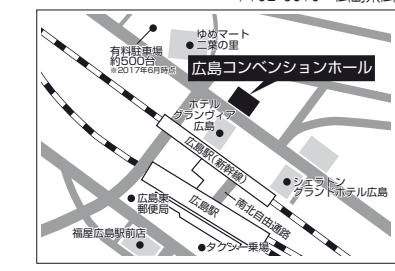 ゆめマート
二葉の里
有料駐車場
約500台
※2017年6月時点
広島コンベンションホール
ホテル
グランヴィア
広島
広島駅(新幹線)
シェラトン
グランドホテル広島
広島東
郵便局
広島駅
南北自由通路
福屋広島駅前店
タクシー乗場